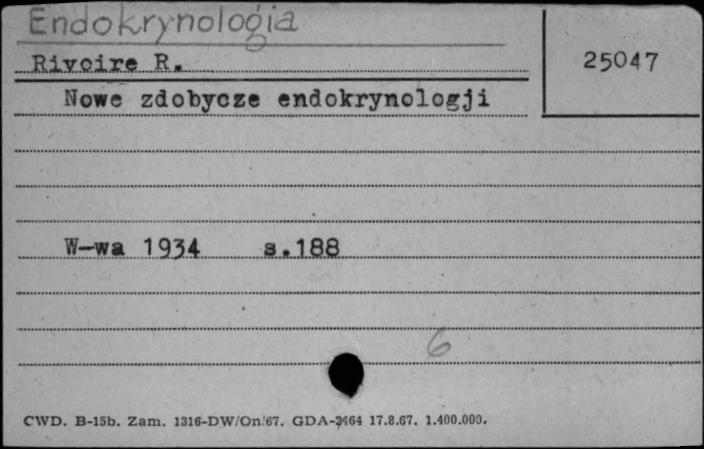 Endokrynologia
Rivoire R.
25047
Nowe zdobycze endokrynologji
W-wa 1934 s.188
6
CWD. B-15b. Zam. 1316-DW/On/67. GDA-2464 17.8.67. 1.400.000.